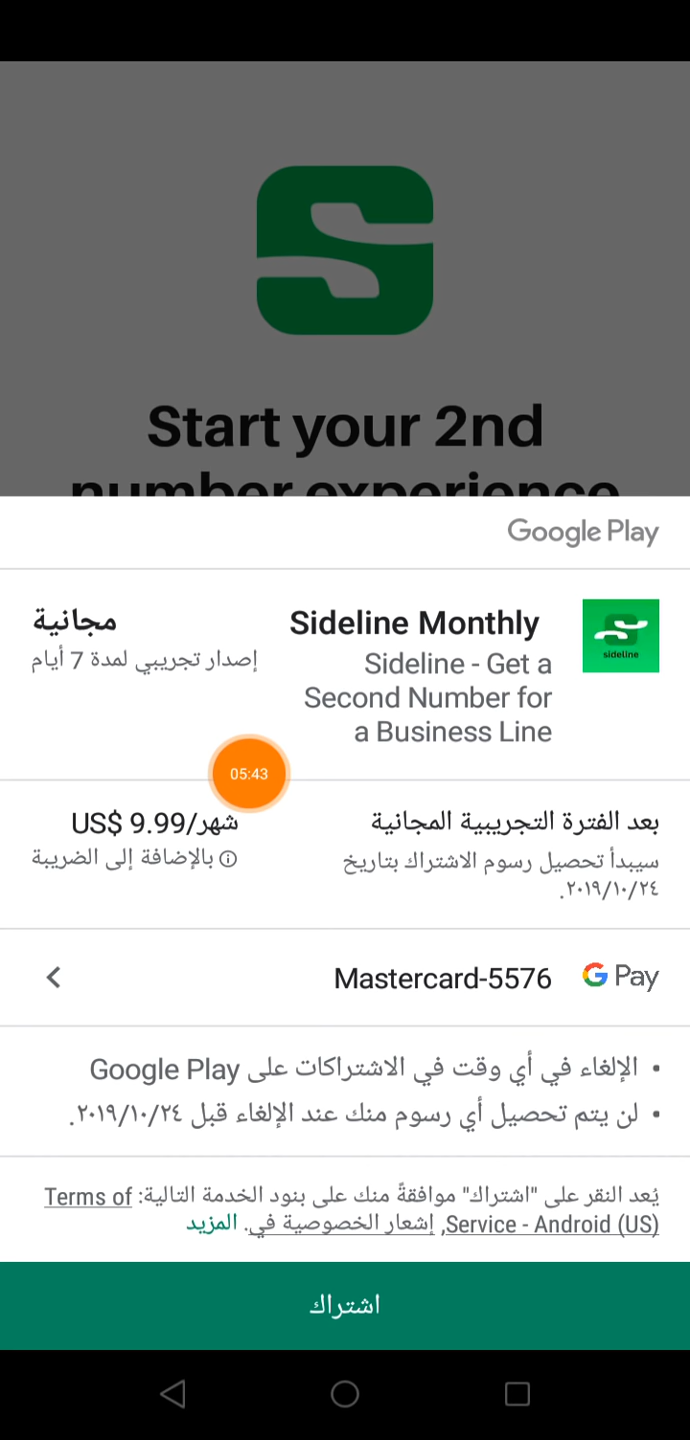 Start your 2nd
number experience
Google Play
Sideline Monthly
مجانية
Sideline - Get a
Second Number for
a Business Line
إصدار تجريبي لمدة 7 أيام
sideline
05:43
بعد الفترة التجريبية المجانية
US$ 9.99/شهر
سيبدأ تحصيل رسوم الاشتراك بتاريخ
٢٠١٩/١٠/٢٤.
بالإضافة إلى الضريبة
G Pay
Mastercard-5576
• الإلغاء في أي وقت في الاشتراكات على Google Play
• لن يتم تحصيل أي رسوم منك عند الإلغاء قبل ٢٠١٩/١٠/٢٤.
يُعد النقر على "اشتراك" موافقةً منك على بنود الخدمة التالية: Terms of
Service - Android (US), إشعار الخصوصية في. المزيد
اشتراك